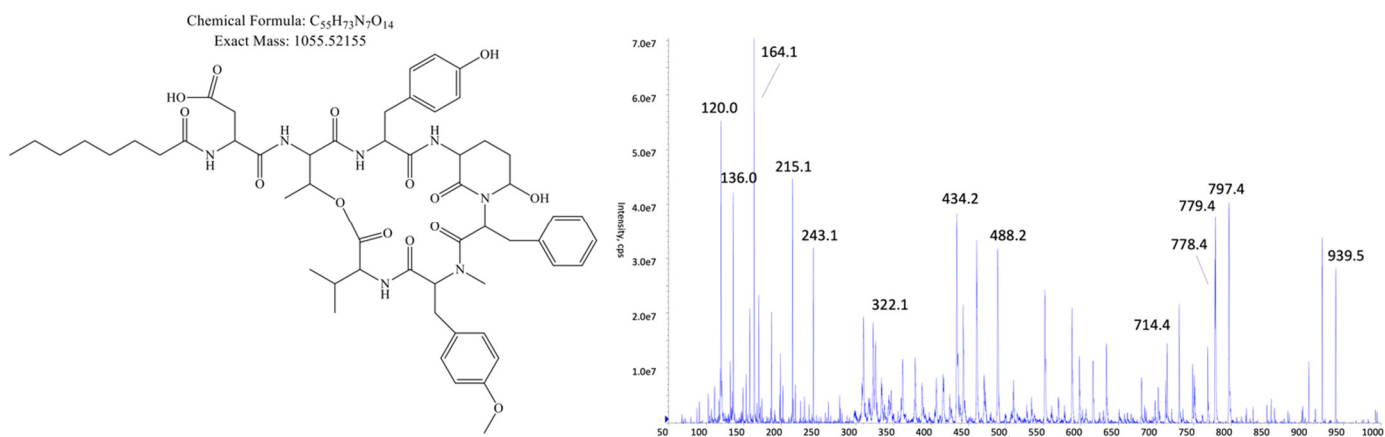 Chemical Formula: C₅₅H₇₃N₇O₁₄
Exact Mass: 1055.52155
OH
O
HO
O
O
H
N
H
N
N
H
O
N
H
O
O
N
OH
O
O
O
O
O
N
N
H
O
7.0e7
6.0e7
5.0e7
4.0e7
3.0e7
2.0e7
1.0e7
Intensity, cps
164.1
120.0
136.0
215.1
243.1
322.1
434.2
488.2
714.4
778.4
779.4
797.4
939.5
50 100 150 200 250 300 350 400 450 500 550 600 650 700 750 800 850 900 950 1000